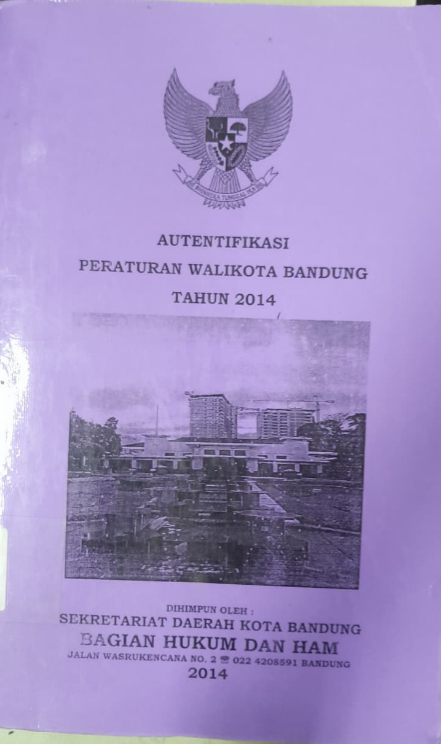 BHINNEKA TUNGGAL IKA
AUTENTIFIKASI
PERATURAN WALIKOTA BANDUNG
TAHUN 2014
DIHIMPUN OLEH :
SEKRETARIAT DAERAH KOTA BANDUNG
BAGIAN HUKUM DAN HAM
JALAN WASRUKENCANA NO. 2 ☎ 022 4208591 BANDUNG
2014